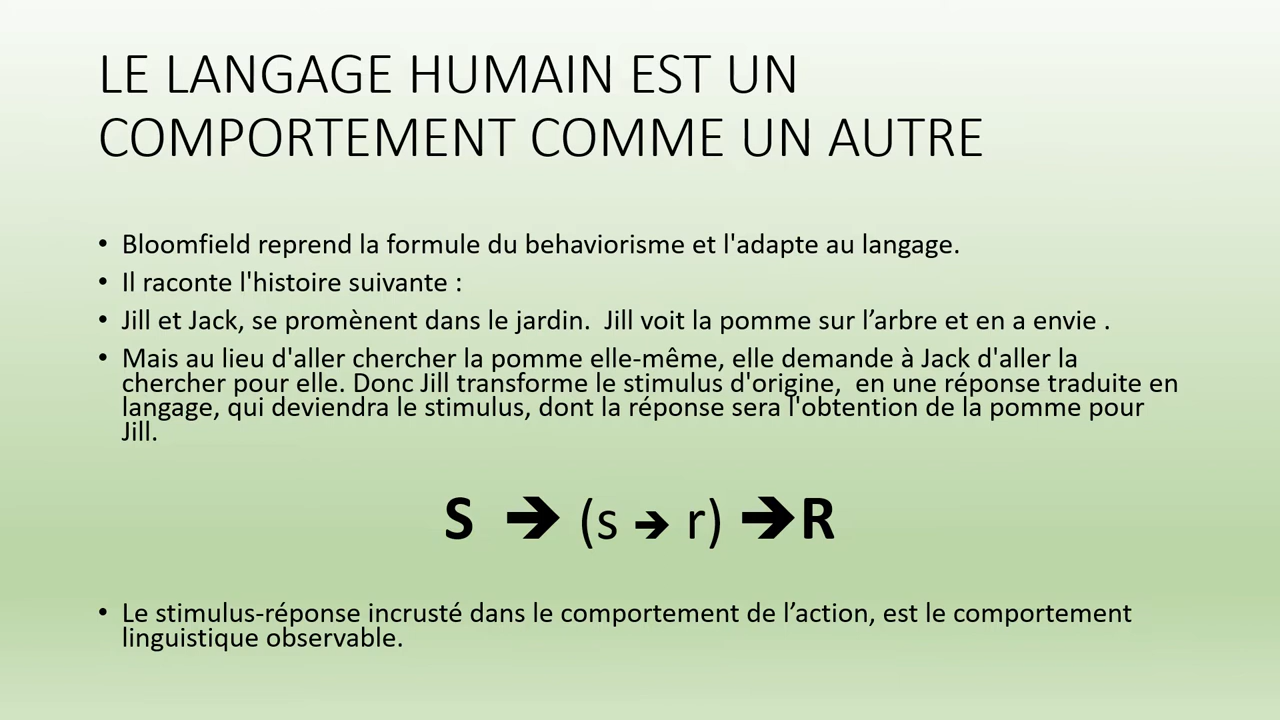 LE LANGAGE HUMAIN EST UN
COMPORTEMENT COMME UN AUTRE
• Bloomfield reprend la formule du behaviorisme et l'adapte au langage.
• Il raconte l'histoire suivante :
• Jill et Jack, se promènent dans le jardin.  Jill voit la pomme sur l’arbre et en a envie .
• Mais au lieu d'aller chercher la pomme elle-même, elle demande à Jack d'aller la
chercher pour elle. Donc Jill transforme le stimulus d'origine,  en une réponse traduite en
langage, qui deviendra le stimulus, dont la réponse sera l'obtention de la pomme pour
Jill.
S ➔ (s ➔ r) ➔R
• Le stimulus-réponse incrusté dans le comportement de l’action, est le comportement
linguistique observable.